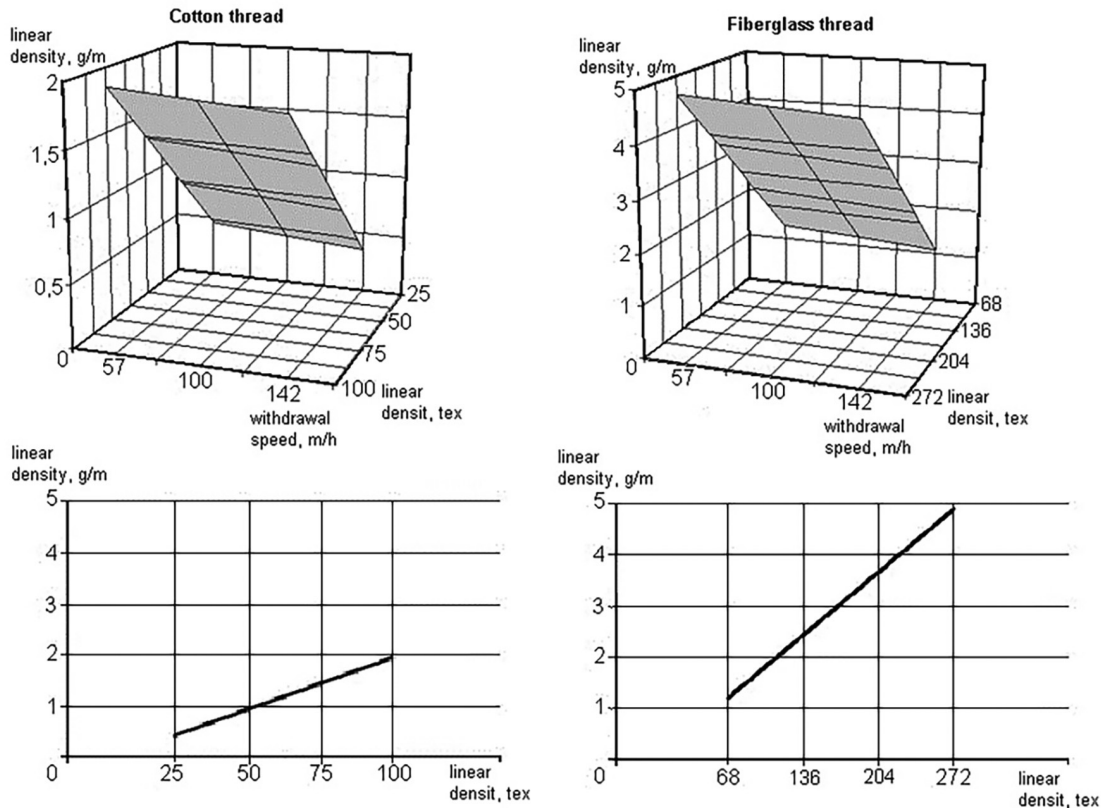 Cotton thread
linear
density, g/m
2
1,5
1
0,5
0
57
100
142
withdrawal
speed, m/h
25
50
75
100
linear
densit, tex
Fiberglass thread
linear
density, g/m
5
4
3
2
1
0
57
100
142
withdrawal
speed, m/h
68
136
204
272
linear
densit, tex
linear
density, g/m
5
4
3
2
1
0
25
50
75
100
linear
densit, tex
linear
density, g/m
5
4
3
2
1
0
68
136
204
272
linear
densit, tex